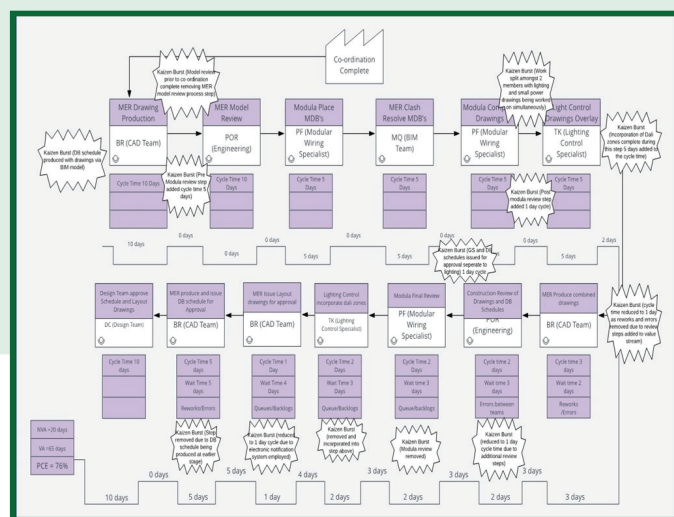 Co-ordination
Complete
Kaizen Burst (Model review
prior to co ordination
complete removing MER
model review process step)
Kaizen Burst (Work
split amongst 2
members with lighting
and small power
drawings being worked
on simultaneously)
MER Drawing
Production
BR (CAD Team)
MER Model
Review
POR
(Engineering)
Modula Place
MDB's
PF (Modular
Wiring
Specialist)
MER Clash
Resolve MDB's
MQ (BIM
Team)
Drawings
PF (Modular
Wiring
Specialist)
Light Control
Drawings Overlay
TK (Lighting
Control
Specialist)
Kaizen Burst (DB schedule
produced with drawings via
BIM model)
Kaizen Burst
(Incorporation of Dali
zones complete during
this step 5 days added to
the cycle time)
Cycle Time 10 Days
Kaizen Burst (Pre
Modula review step
added cycle time 5
days)
Cycle Time 10
Days
Cycle Time 5
Days
Cycle Time 5
Days
Cycle Time 5
Days
Kaizen Burst (Post
modula review step
added 1 day cycle)
Cycle Time 5
Days
10 days
0 days
0 days
0 days
5 days
0 days
5 days
0 days
0 days
5 days
2 days
schedules issued for
approval seperate to
lighting) 1 day cycle
Design Team approve
Schedule and Layout
Drawings
DC (Design Team)
MER produce and issue
DB schedule for
Approval
BR (CAD Team)
MER Issue Layout
drawings for approval
BR (CAD Team)
Lighting Control
incorporate dali zones
TK (Lighting Control
Specialist)
Modula Final Review
PF (Modular
Wiring
Specialist)
Construction Review of
Drawings and DB
Schedules
(Engineering)
MER Produce combined
drawings
BR (CAD Team)
Kaizen Burst (cycle
time reduced to 1 day
as reworks and errors
removed due to review
steps added to value
stream)
Cycle Time 10
days
Cycle Time 5
days
Wait Time 5
days
Reworks/Errors
Cycle Time 1
Day
Wait Time 4
Days
Queues/Backlogs
Cycle Time.2
Days
Wait Time 3
Days
Queue/Backlogs
Cycle Time.2
Days
Wait time 3
days
Queue/backlogs
Cycle time 2
days
Wait time 3
days
Errors between
teams
Cycle time 3
days
Wait time 2
days
Reworks
/Errors
Kaizen Burst (Step
removed due to DB
schedule being
produced at earlier
stage)
Kaizen Burst (reduced
to 1 day cycle due to
electronic notification
system employed)
Kaizen Burst
(removed and
incorporated into
step above)
Kaizen Burst
(Modula review
removed)
Kaizen Burst
(reduced to 1 day
cycle time due to
additional review
steps)
NVA =20 days
VA =65 days
PCE = 76%
10 days
0 days
5 days
5 days
1 day
4 days
2 days
3 days
2 days
3 days
2 days
3 days
3 days